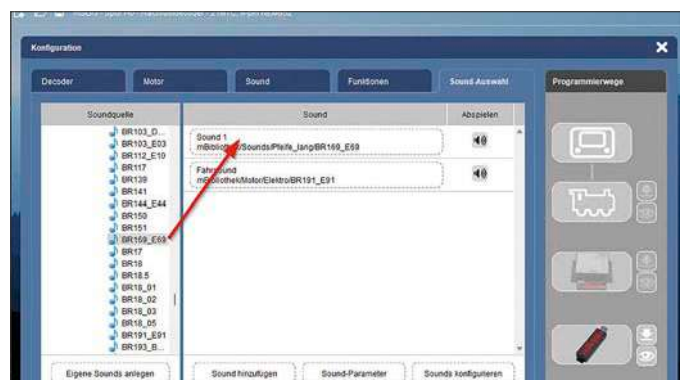 Konfiguration
Decoder
Motor
Sound
Funktionen
Sound-Auswahl
Programmierwege
Soundquelle
Sound
Abspielen
BR103_D...
BR103_E03
BR112_E10
BR117
BR139
BR141
BR144_E44
BR150
BR151
BR169_E69
BR17
BR18
BR18.5
BR18_01
BR18_02
BR18_03
BR18_05
BR191_E91
BR193_B...
Sound 1
mBibliothek/Sounds/Pfeife_lang/BR169_E69
Fahrsound
mBibliothek/Motor/Elektro/BR191_E91
Eigene Sounds anlegen
Sound hinzufügen
Sound-Parameter
Sounds konfigurieren